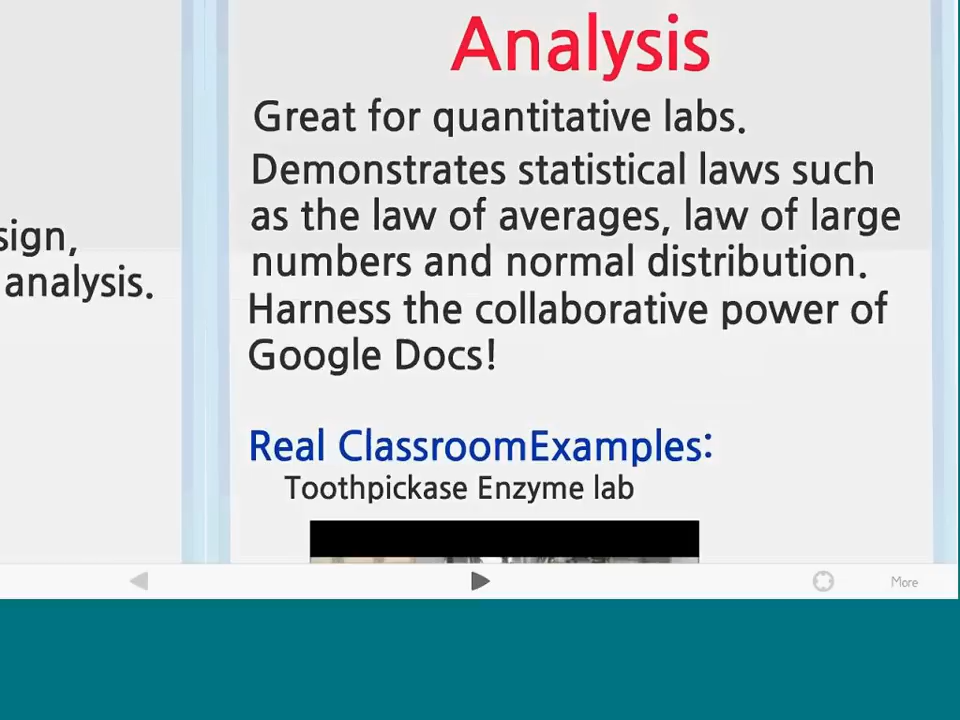 Analysis
Great for quantitative labs.
Demonstrates statistical laws such
as the law of averages, law of large
numbers and normal distribution.
Harness the collaborative power of
Google Docs!
sign,
analysis.
Real ClassroomExamples:
Toothpickase Enzyme lab
More